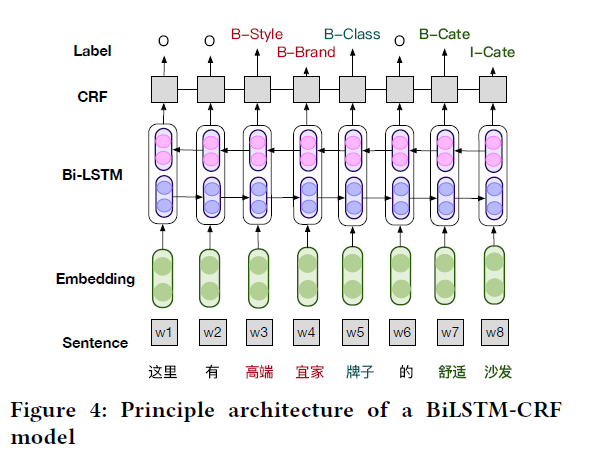 Label O O B-Style B-Brand B-Class O B-Cate I-Cate
CRF
Bi-LSTM
Embedding
Sentence w1 w2 w3 w4 w5 w6 w7 w8
这里 有 高端 宜家 牌子 的 舒适 沙发
Figure 4: Principle architecture of a BiLSTM-CRF
model